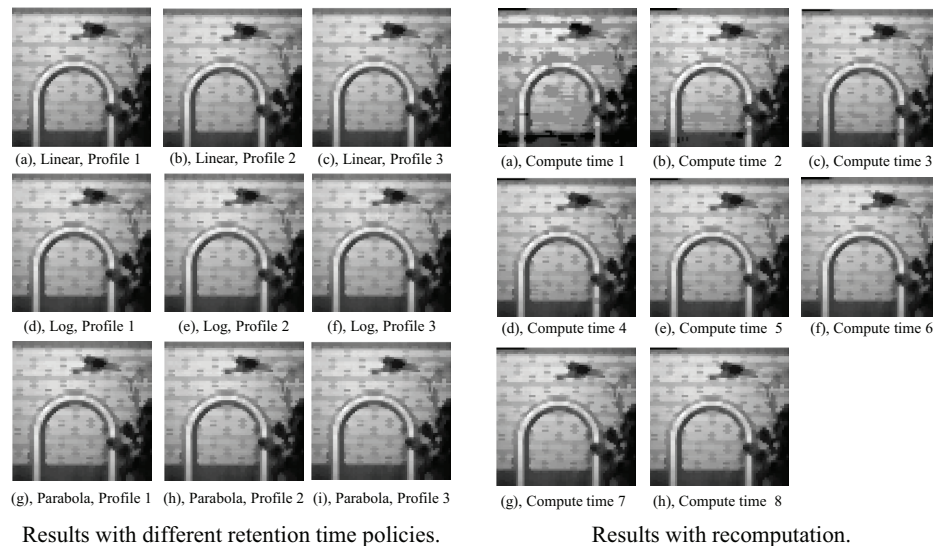 (a), Linear, Profile 1
(b), Linear, Profile 2
(c), Linear, Profile 3
(d), Log, Profile 1
(e), Log, Profile 2
(f), Log, Profile 3
(g), Parabola, Profile 1
(h), Parabola, Profile 2
(i), Parabola, Profile 3
Results with different retention time policies.
(a), Compute time 1
(b), Compute time 2
(c), Compute time 3
(d), Compute time 4
(e), Compute time 5
(f), Compute time 6
(g), Compute time 7
(h), Compute time 8
Results with recomputation.